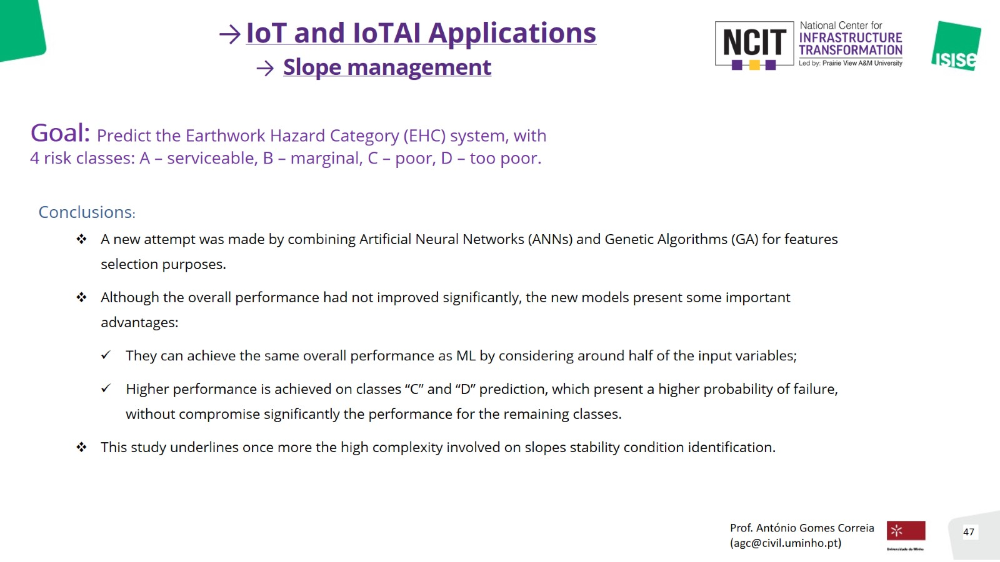 → IoT and IoTAI Applications
→ Slope management
NCIT
National Center for
INFRASTRUCTURE
TRANSFORMATION
Led by: Prairie View A&M University
ISISE
Goal: Predict the Earthwork Hazard Category (EHC) system, with
4 risk classes: A – serviceable, B – marginal, C – poor, D – too poor.
Conclusions:
❖ A new attempt was made by combining Artificial Neural Networks (ANNs) and Genetic Algorithms (GA) for features
selection purposes.
❖ Although the overall performance had not improved significantly, the new models present some important
advantages:
✓ They can achieve the same overall performance as ML by considering around half of the input variables;
✓ Higher performance is achieved on classes “C” and “D” prediction, which present a higher probability of failure,
without compromise significantly the performance for the remaining classes.
❖ This study underlines once more the high complexity involved on slopes stability condition identification.
Prof. António Gomes Correia
(agc@civil.uminho.pt)
Universidade do Minho
47